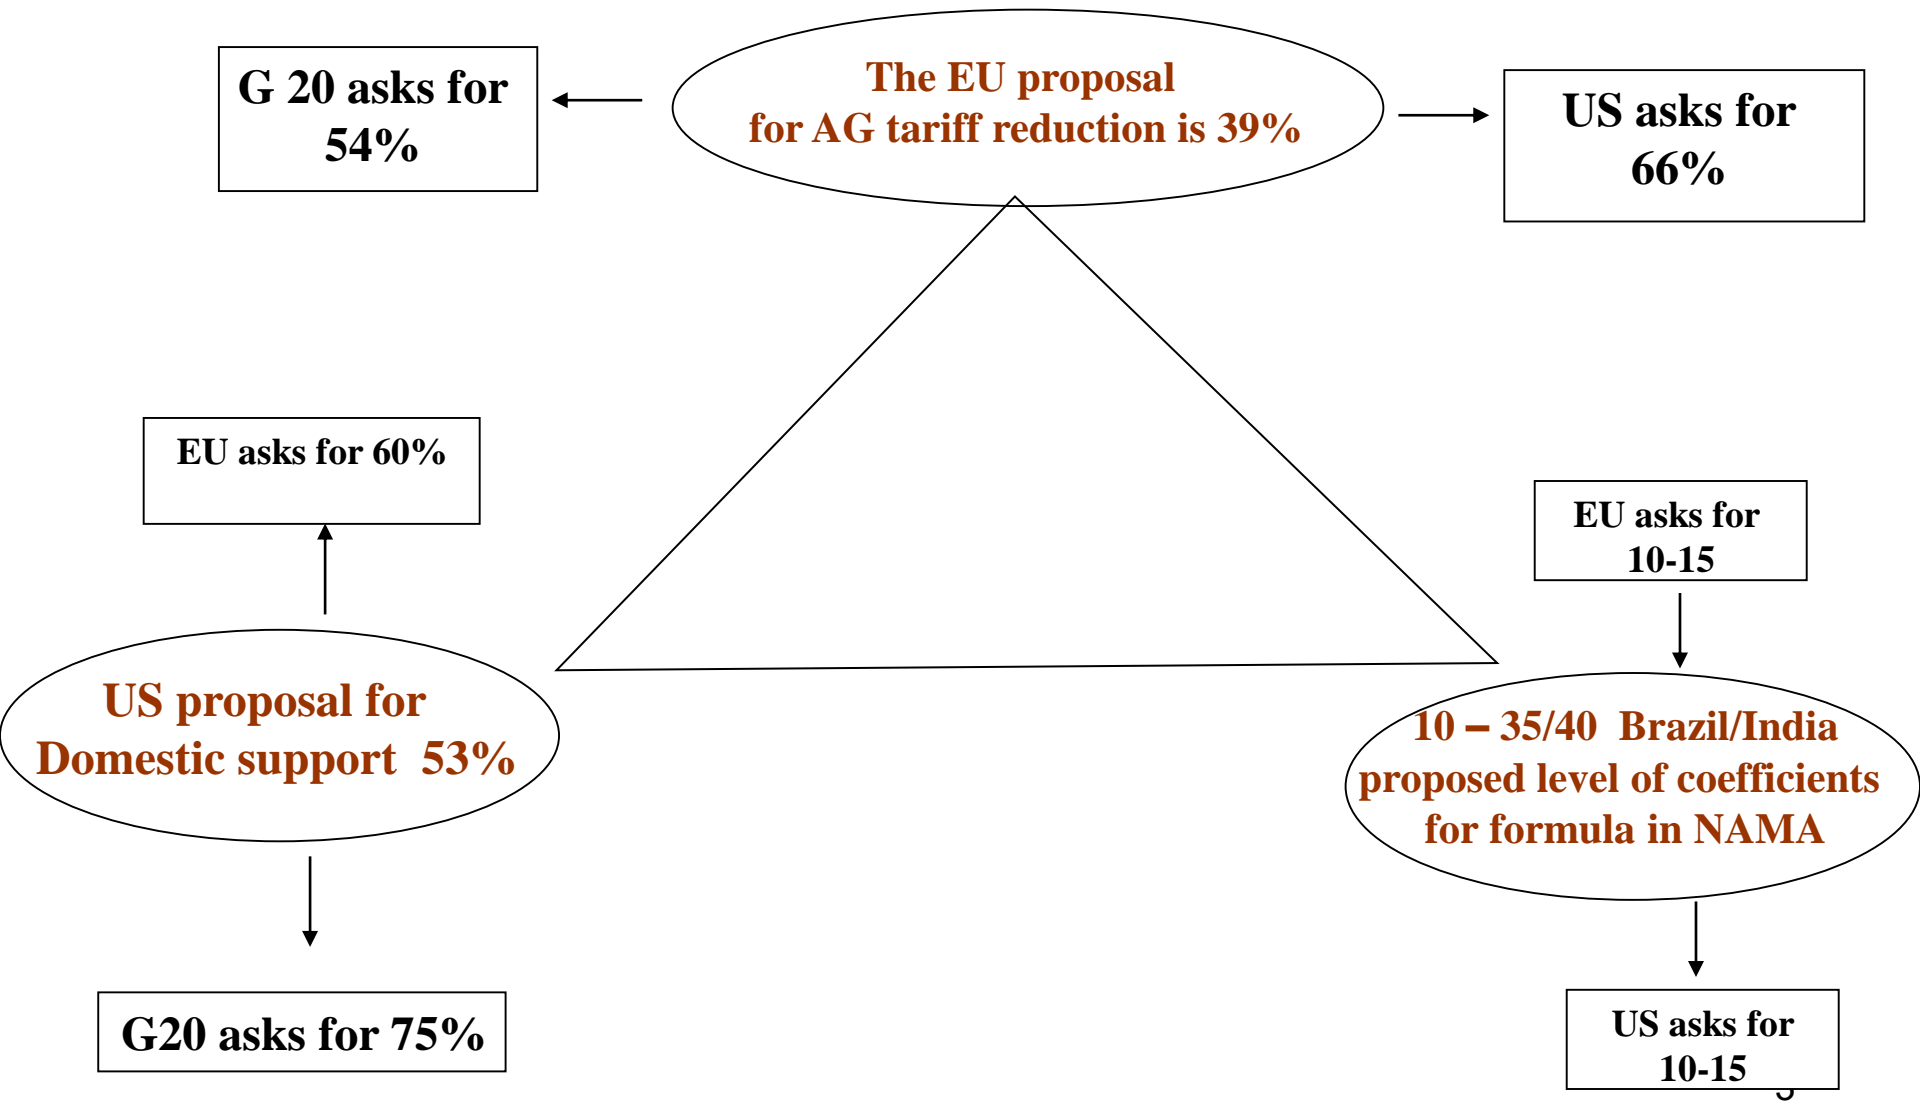 The EU proposal
for AG tariff reduction is 39%
G 20 asks for
54%
US asks for
66%
EU asks for 60%
EU asks for
10-15
US proposal for
Domestic support 53%
10 – 35/40 Brazil/India
proposed level of coefficients
for formula in NAMA
G20 asks for 75%
US asks for
10-15